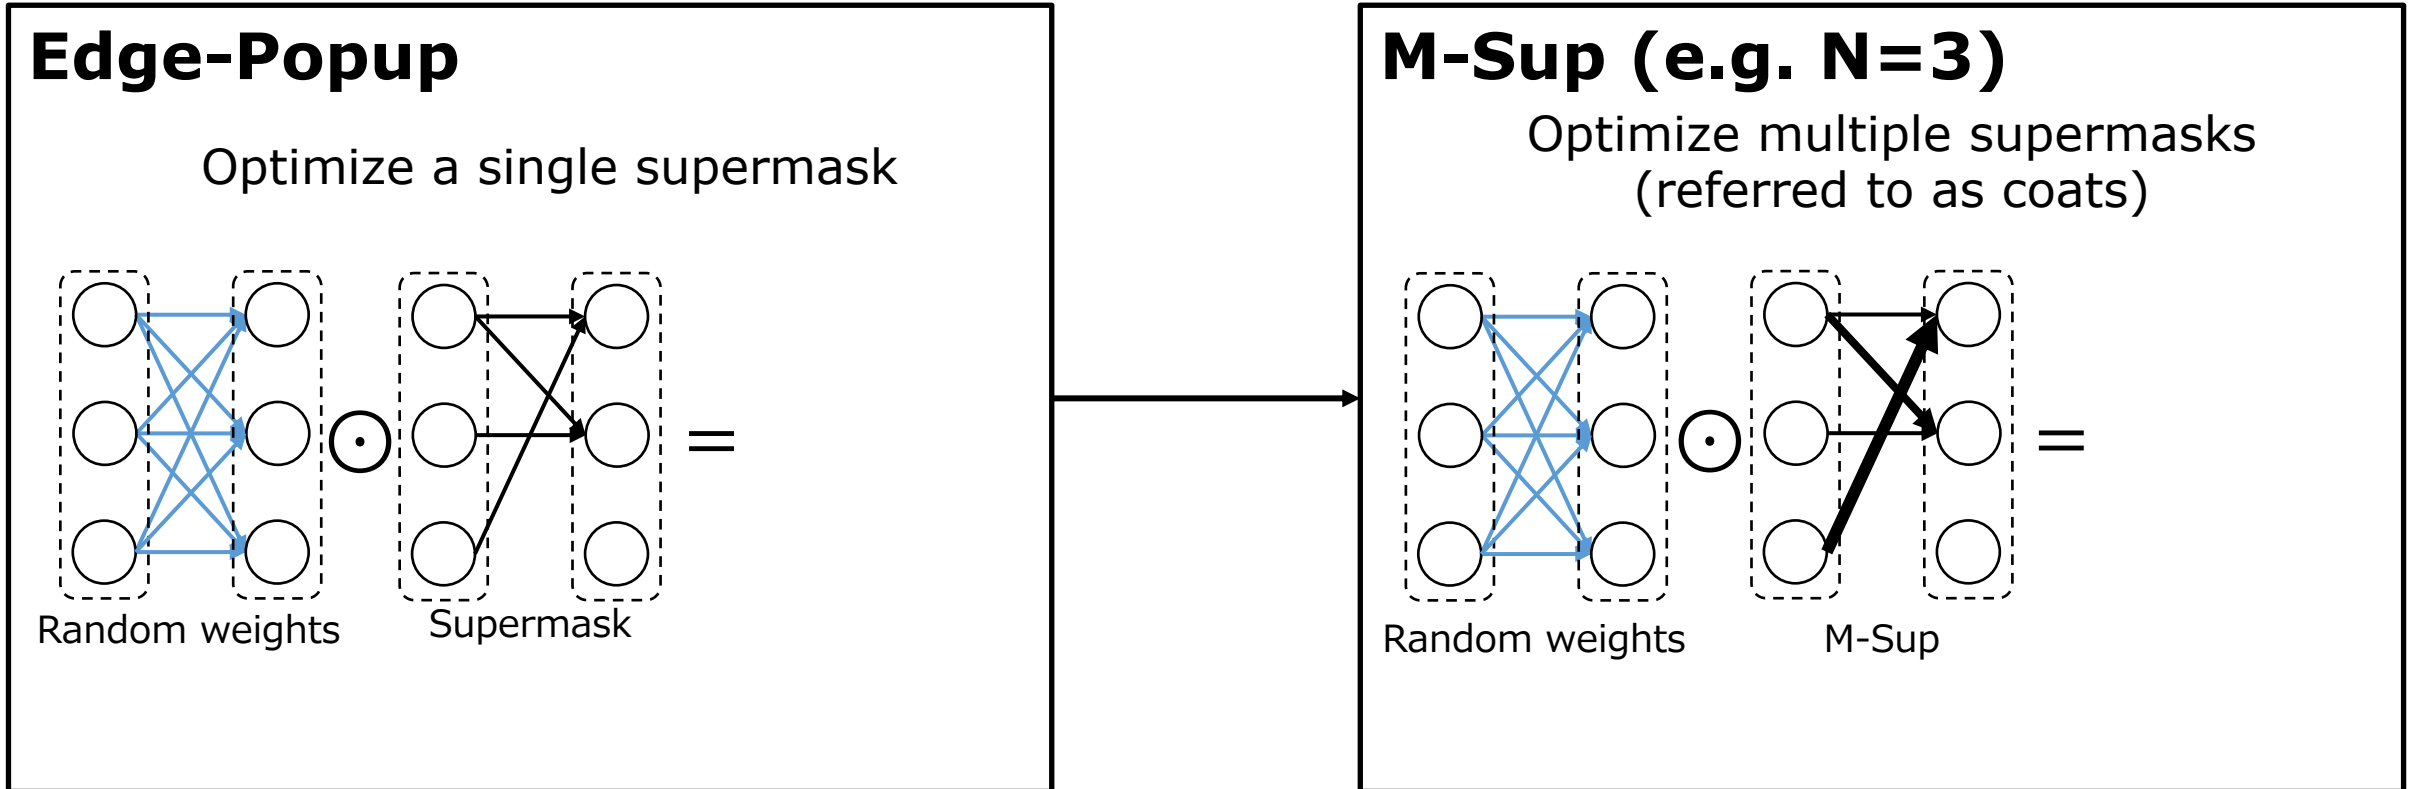 Edge-Popup
Optimize a single supermask
⊙
=
Random weights
Supermask
M-Sup (e.g. N=3)
Optimize multiple supermasks
(referred to as coats)
⊙
=
Random weights
M-Sup